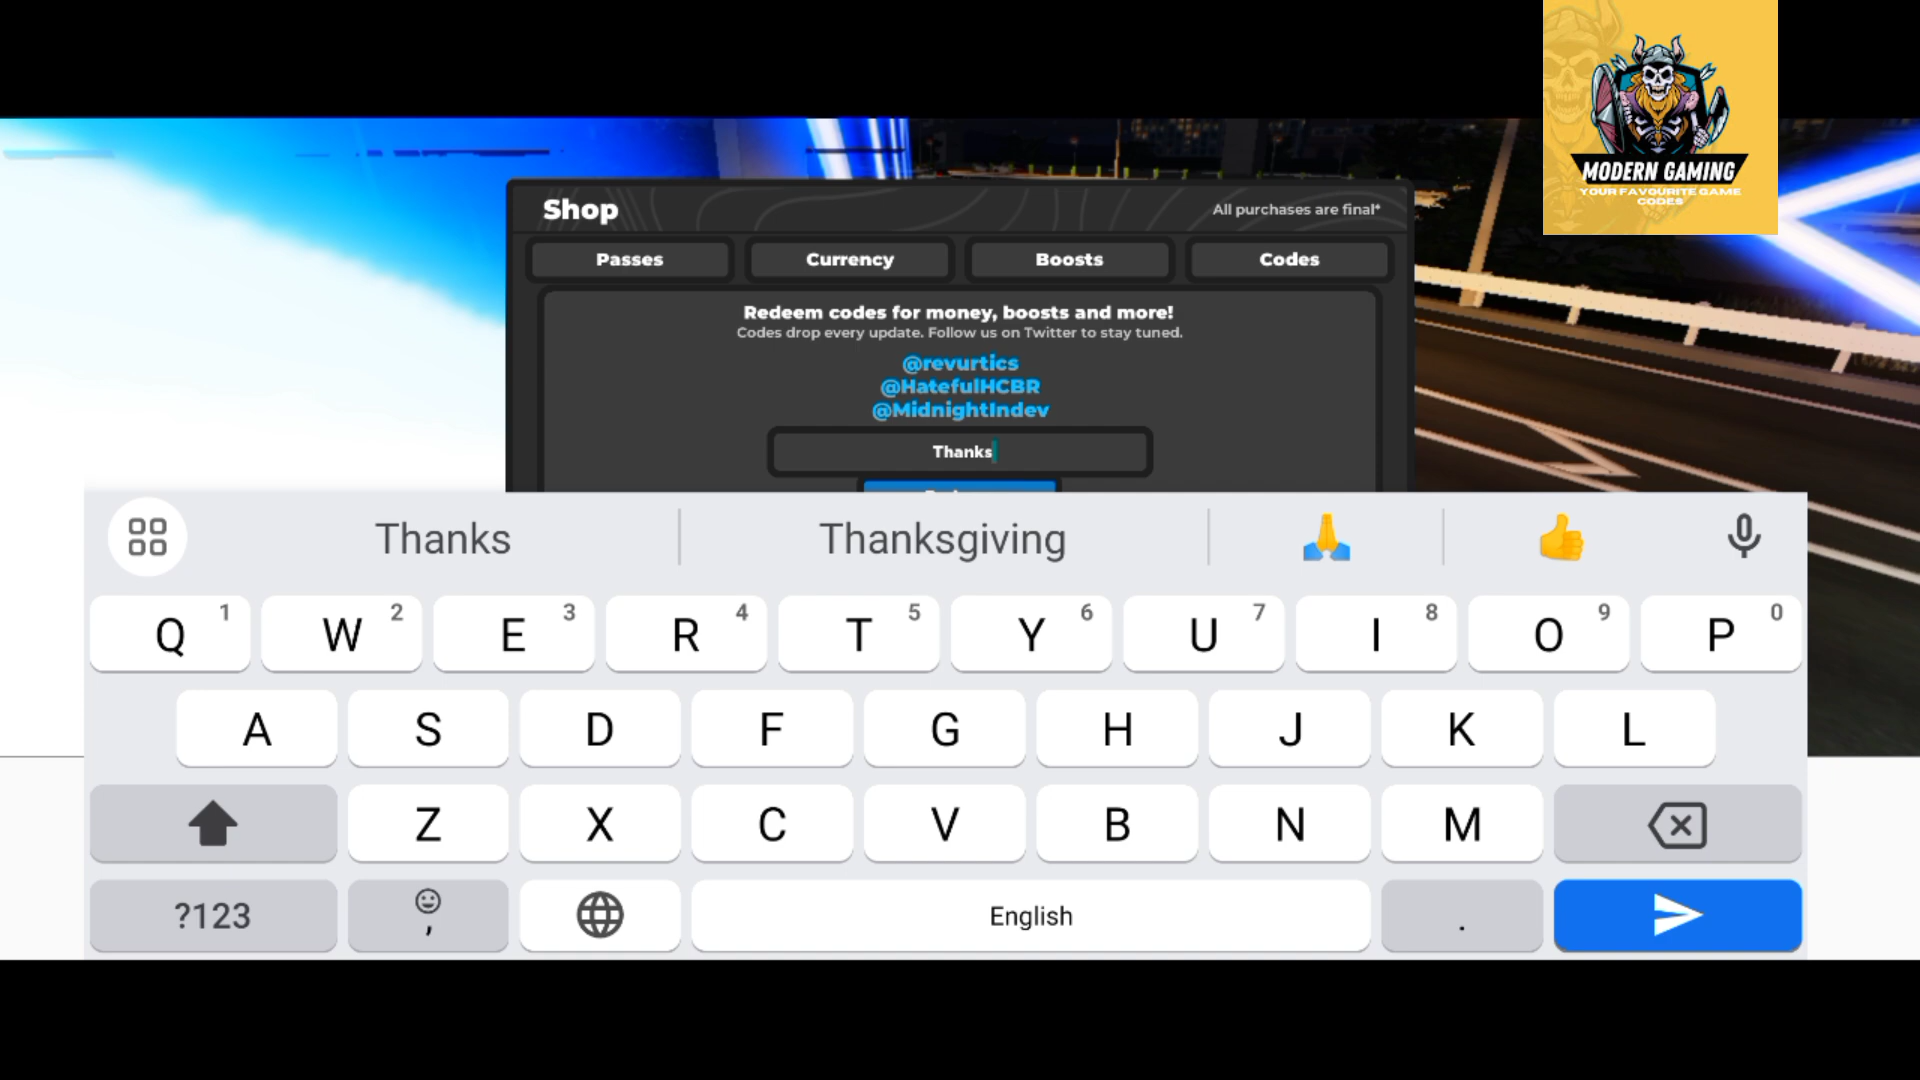 MODERN GAMING
YOUR FAVOURITE GAME
CODES
Shop
All purchases are final*
Passes
Currency
Boosts
Codes
Redeem codes for money, boosts and more!
Codes drop every update. Follow us on Twitter to stay tuned.
@revurtics
@HatefulHCBR
@MidnightIndev
Thanks
Thanks
Thanksgiving
Q 1 W 2 E 3 R 4 T 5 Y 6 U 7 I 8 O 9 P 0
A S D F G H J K L
Z X C V B N M
?123 , English .